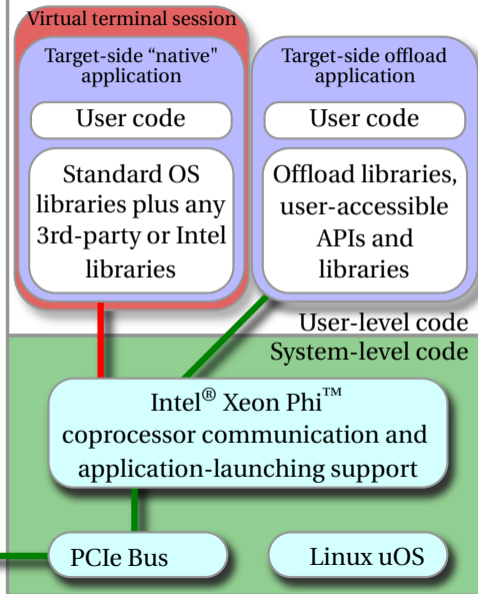 Virtual terminal session
Target-side “native"
application
User code
Standard OS
libraries plus any
3rd-party or Intel
libraries
Target-side offload
application
User code
Offload libraries,
user-accessible
APIs and
libraries
User-level code
System-level code
Intel® Xeon Phi™
coprocessor communication and
application-launching support
PCIe Bus
Linux uOS